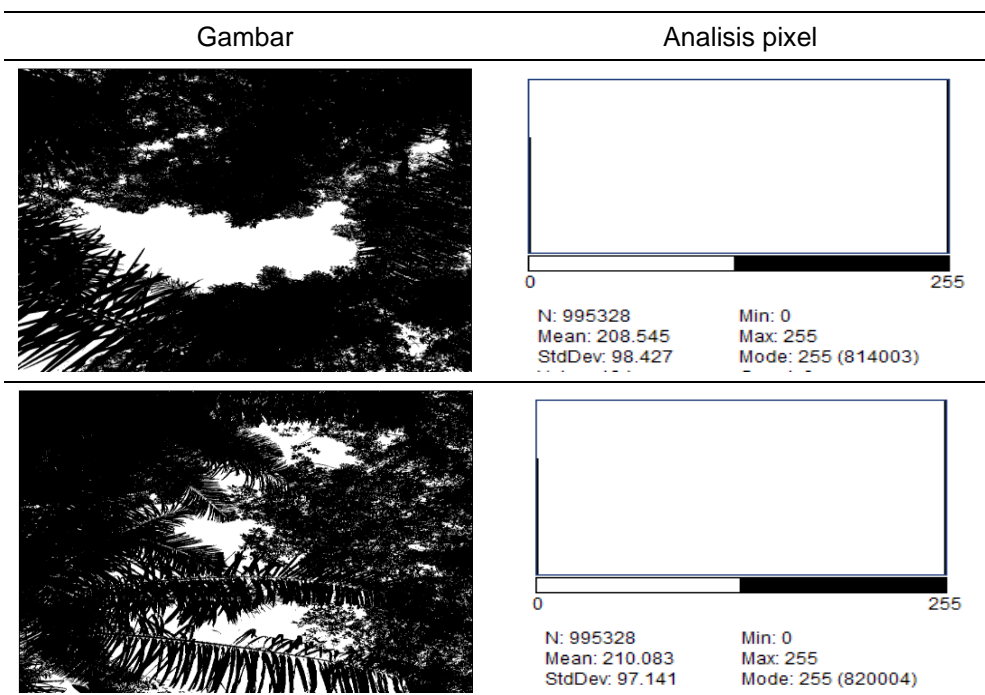 Gambar Analisis pixel
0 255
N: 995328 Min: 0
Mean: 208.545 Max: 255
StdDev: 98.427 Mode: 255 (814003)
0 255
N: 995328 Min: 0
Mean: 210.083 Max: 255
StdDev: 97.141 Mode: 255 (820004)